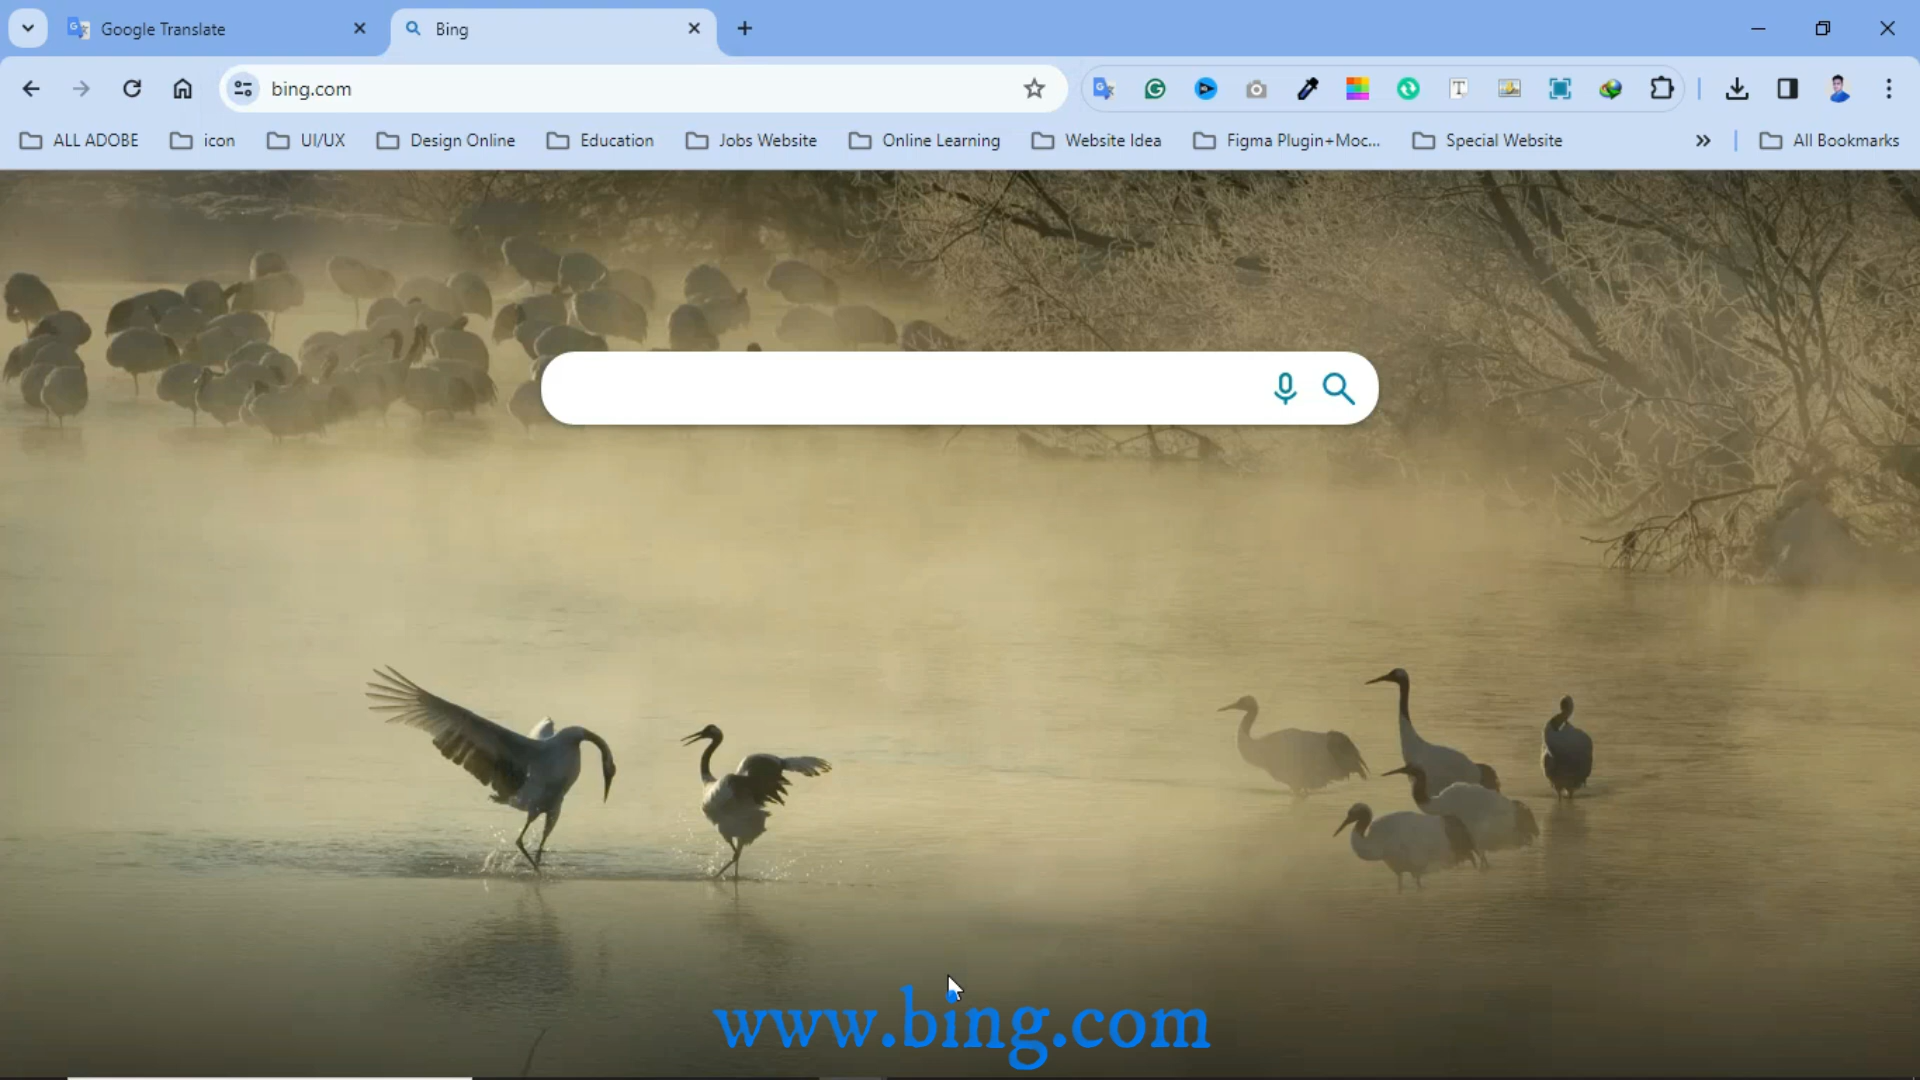 Google Translate
Bing
bing.com
ALL ADOBE
icon
UI/UX
Design Online
Education
Jobs Website
Online Learning
Website Idea
Figma Plugin+Moc...
Special Website
All Bookmarks
www.bing.com